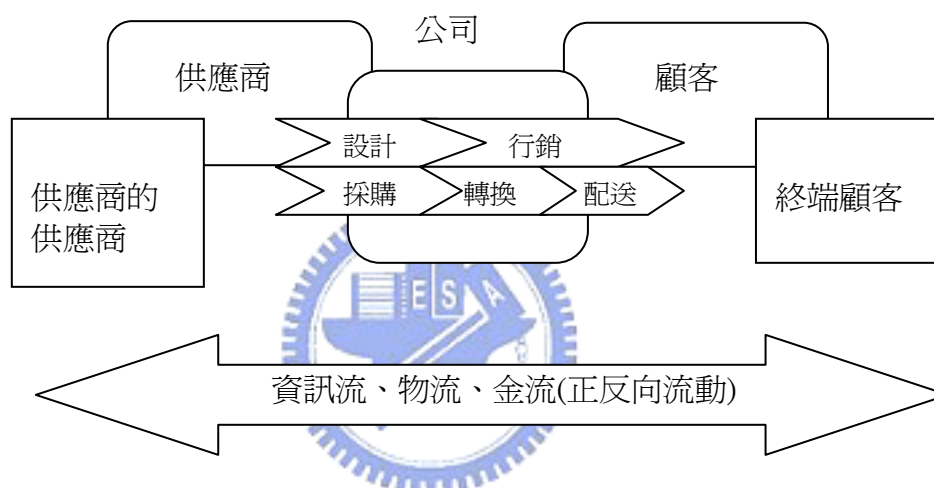 公司
供應商
顧客
設計
行銷
供應商的
供應商
採購
轉換
配送
終端顧客
ESA
資訊流、物流、金流(正反向流動)